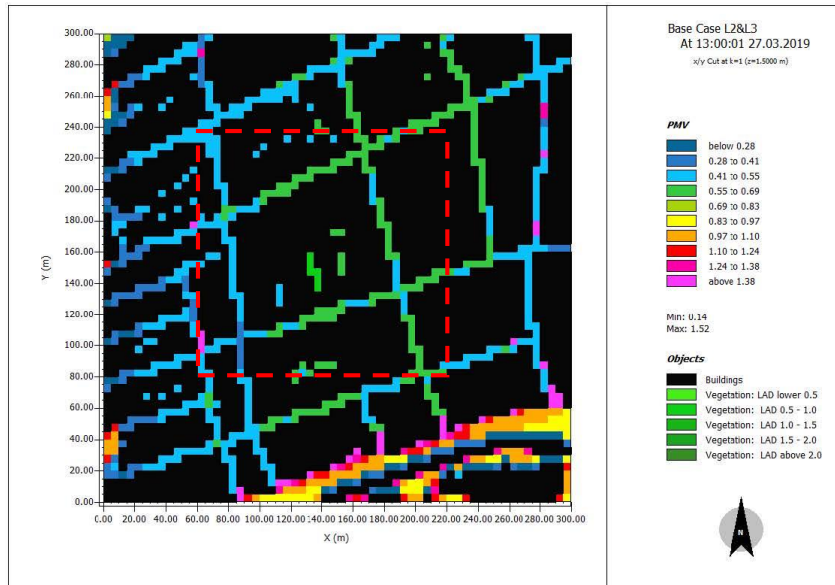 Base Case L2&L3
At 13:00:01 27.03.2019
x/y Cut at k=1 (z=1.5000 m)
PMV
below 0.28
0.28 to 0.41
0.41 to 0.55
0.55 to 0.69
0.69 to 0.83
0.83 to 0.97
0.97 to 1.10
1.10 to 1.24
1.24 to 1.38
above 1.38
Min: 0.14
Max: 1.52
Objects
Buildings
Vegetation: LAD lower 0.5
Vegetation: LAD 0.5 - 1.0
Vegetation: LAD 1.0 - 1.5
Vegetation: LAD 1.5 - 2.0
Vegetation: LAD above 2.0
N
300.00
280.00
260.00
240.00
220.00
200.00
180.00
160.00
140.00
120.00
100.00
80.00
60.00
40.00
20.00
0.00
Y (m)
0.00 20.00 40.00 60.00 80.00 100.00 120.00 140.00 160.00 180.00 200.00 220.00 240.00 260.00 280.00 300.00
X (m)